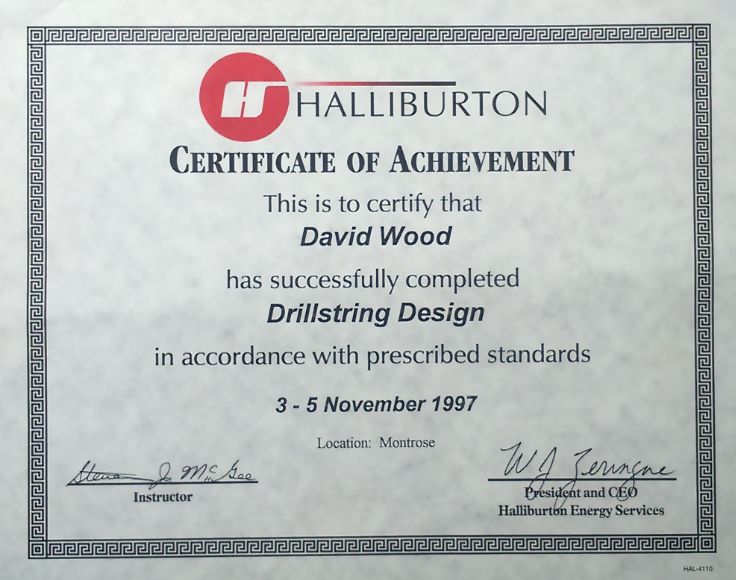 HALLIBURTON
CERTIFICATE OF ACHIEVEMENT
This is to certify that
David Wood
has successfully completed
Drillstring Design
in accordance with prescribed standards
3 - 5 November 1997
Location: Montrose
Steven J. McGee
W J Zeringue
Instructor
President and CEO
Halliburton Energy Services
HAL-4110